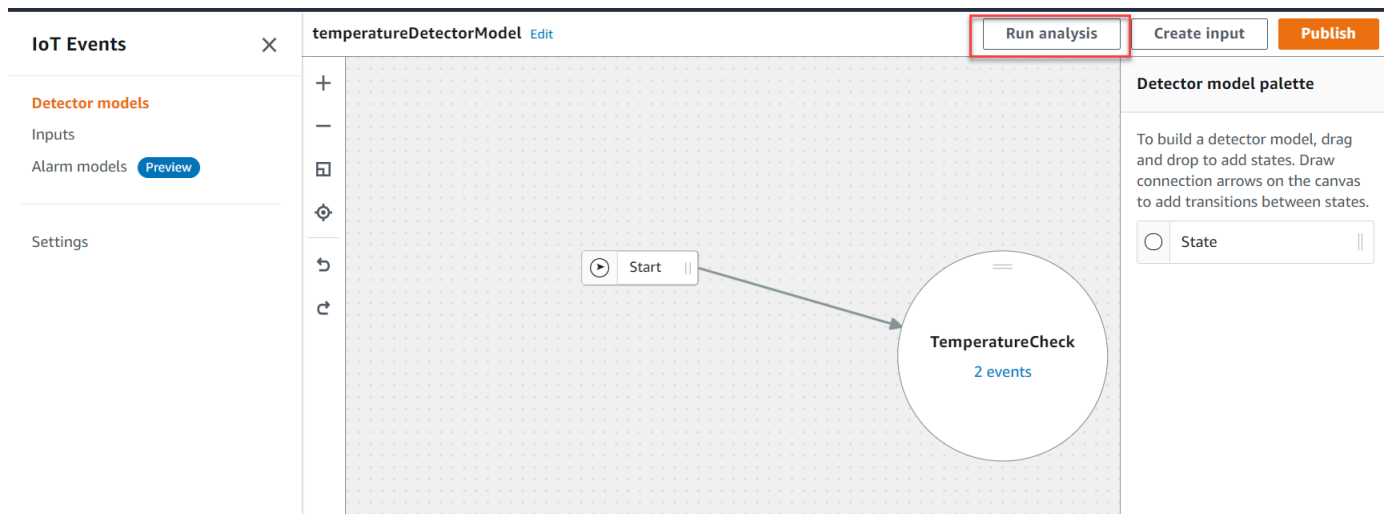 IoT Events
temperatureDetectorModel Edit
Run analysis
Create input
Publish
Detector models
Inputs
Alarm models Preview
Settings
Start
TemperatureCheck
2 events
Detector model palette
To build a detector model, drag
and drop to add states. Draw
connection arrows on the canvas
to add transitions between states.
State